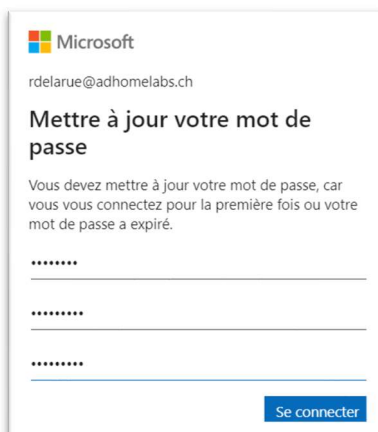 Microsoft
rdelarue@adhomelabs.ch
Mettre à jour votre mot de
passe
Vous devez mettre à jour votre mot de passe, car
vous vous connectez pour la première fois ou votre
mot de passe a expiré.
••••••••
•••••••••
•••••••••
Se connecter